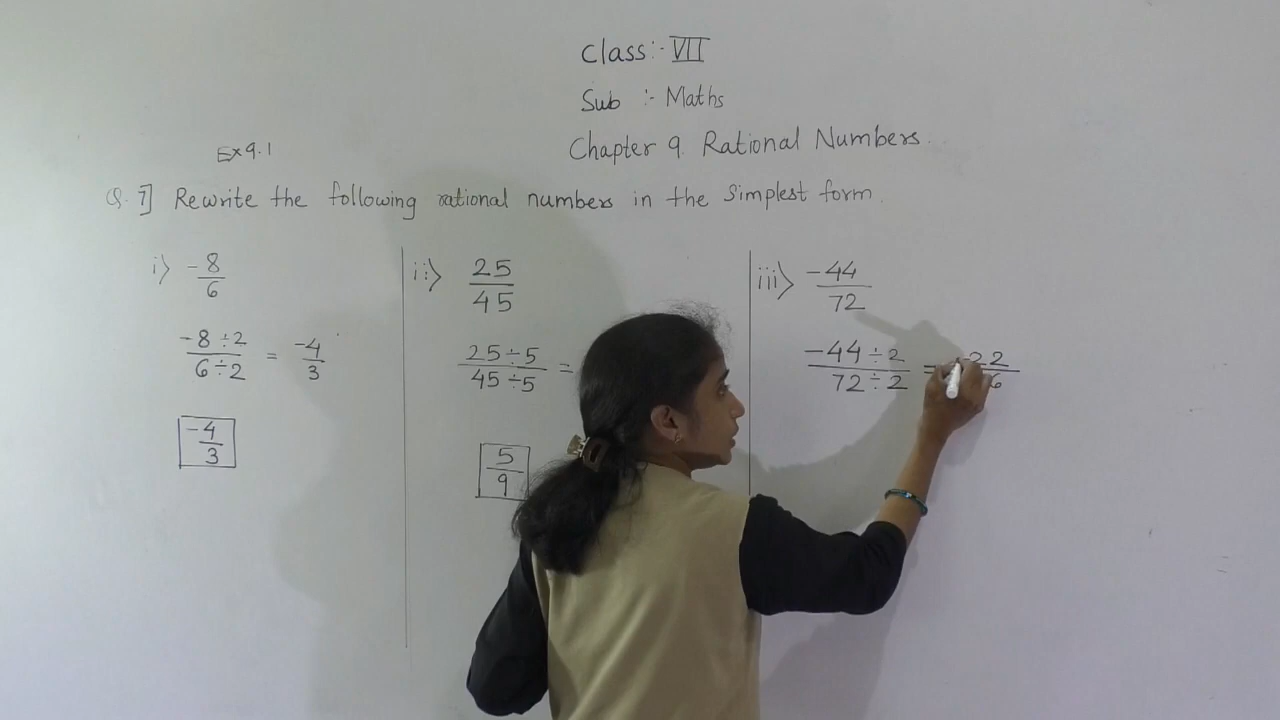 Class:- VII
Sub :- Maths
Chapter 9. Rational Numbers.
Ex 9.1
Q. 7] Rewrite the following rational numbers in the simplest form.
i) -8/6
-8÷2/6÷2 = -4/3
-4/3
ii) 25/45
25÷5/45÷5 =
5/9
iii) -44/72
-44÷2/72÷2 = -22/6